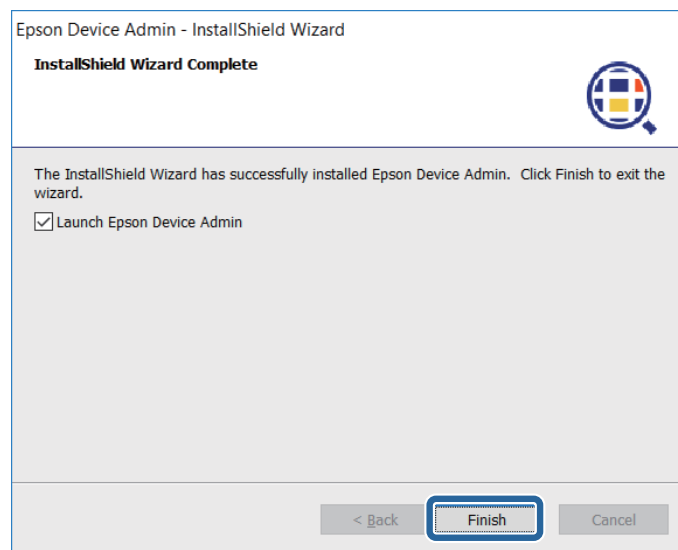 Epson Device Admin - InstallShield Wizard
InstallShield Wizard Complete
The InstallShield Wizard has successfully installed Epson Device Admin. Click Finish to exit the
wizard.
Launch Epson Device Admin
< Back Finish Cancel